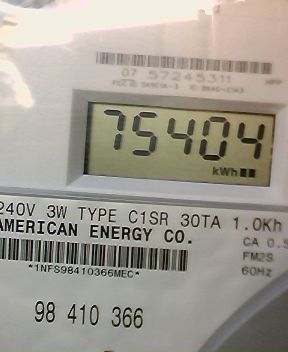 07 57245311
75404
kWh
240V 3W TYPE C1SR 30TA 1.0Kh
AMERICAN ENERGY CO.
CA 0.5
FM2S
60Hz
*1NFS98410366MEC*
98 410 366